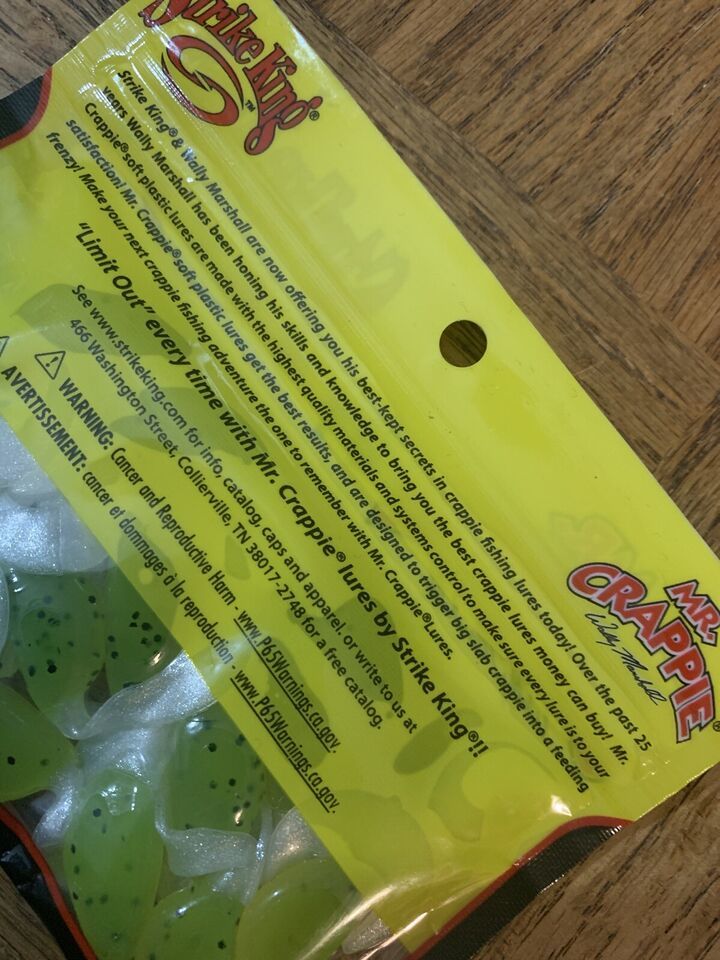 Strike King®
TM
Strike King® & Wally Marshall are now offering you his best-kept secrets in crappie fishing lures today! Over the past 25
years Wally Marshall has been honing his skills and knowledge to bring you the best crappie lures money can buy! Mr.
Crappie® soft plastic lures are made with the highest quality materials and systems control to make sure every lure is to your
satisfaction! Mr. Crappie® soft plastic lures get the best results, and are designed to trigger big slab crappie into a feeding
frenzy! Make your next crappie fishing adventure the one to remember with Mr. Crappie® Lures.
"Limit Out" every time with Mr. Crappie® lures by Strike King®!!
See www.strikeking.com for info, catalog, caps and apparel, or write to us at
466 Washington Street, Collierville, TN 38017-2748 for a free catalog.
WARNING: Cancer and Reproductive Harm - www.P65Warnings.ca.gov.
AVERTISSEMENT: cancer et dommages à la reproduction - www.P65Warnings.ca.gov.
MR.
CRAPPIE®
Wally Marshall